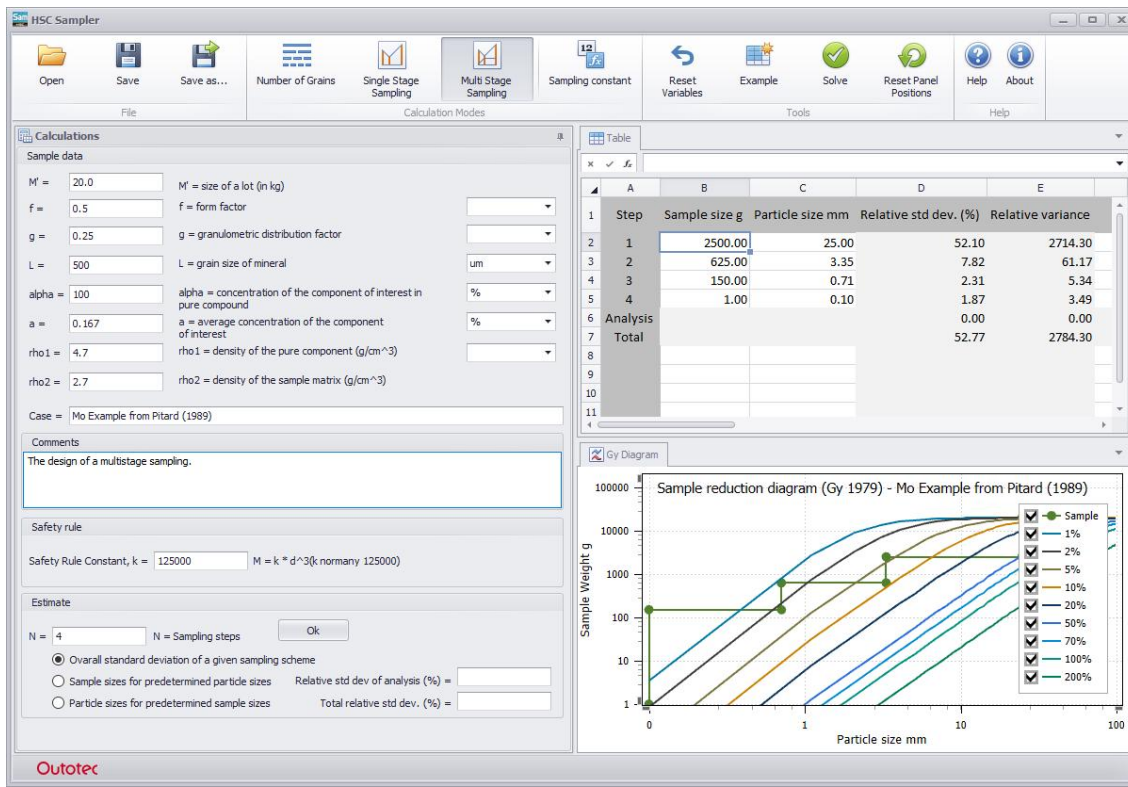 Sam
HSC
HSC Sampler
Open
Save
Save as...
Number of Grains
Single Stage
Sampling
Multi Stage
Sampling
12
fx
Sampling constant
Reset
Variables
Example
Solve
Reset Panel
Positions
Help
About
File
Calculation Modes
Tools
Help
Calculations
Sample data
M' = 20.0 M' = size of a lot (in kg)
f = 0.5 f = form factor
g = 0.25 g = granulometric distribution factor
L = 500 L = grain size of mineral um
alpha = 100 alpha = concentration of the component of interest in
pure compound %
a = 0.167 a = average concentration of the component
of interest %
rho1 = 4.7 rho1 = density of the pure component (g/cm^3)
rho2 = 2.7 rho2 = density of the sample matrix (g/cm^3)
Case = Mo Example from Pitard (1989)
Comments
The design of a multistage sampling.
Safety rule
Safety Rule Constant, k = 125000 M = k * d^3(k normany 125000)
Estimate
N = 4 N = Sampling steps Ok
Ovarall standard deviation of a given sampling scheme
Sample sizes for predetermined particle sizes Relative std dev of analysis (%) =
Particle sizes for predetermined sample sizes Total relative std dev. (%) =
Table
fx
A B C D E
1 Step Sample size g Particle size mm Relative std dev. (%) Relative variance
2 1 2500.00 25.00 52.10 2714.30
3 2 625.00 3.35 7.82 61.17
4 3 150.00 0.71 2.31 5.34
5 4 1.00 0.10 1.87 3.49
6 Analysis 0.00 0.00
7 Total 52.77 2784.30
8
9
10
11
Gy Diagram
Sample reduction diagram (Gy 1979) - Mo Example from Pitard (1989)
Sample Weight g
100000
10000
1000
100
10
1
0 1 10 100
Particle size mm
Sample
1%
2%
5%
10%
20%
50%
70%
100%
200%
Outotec